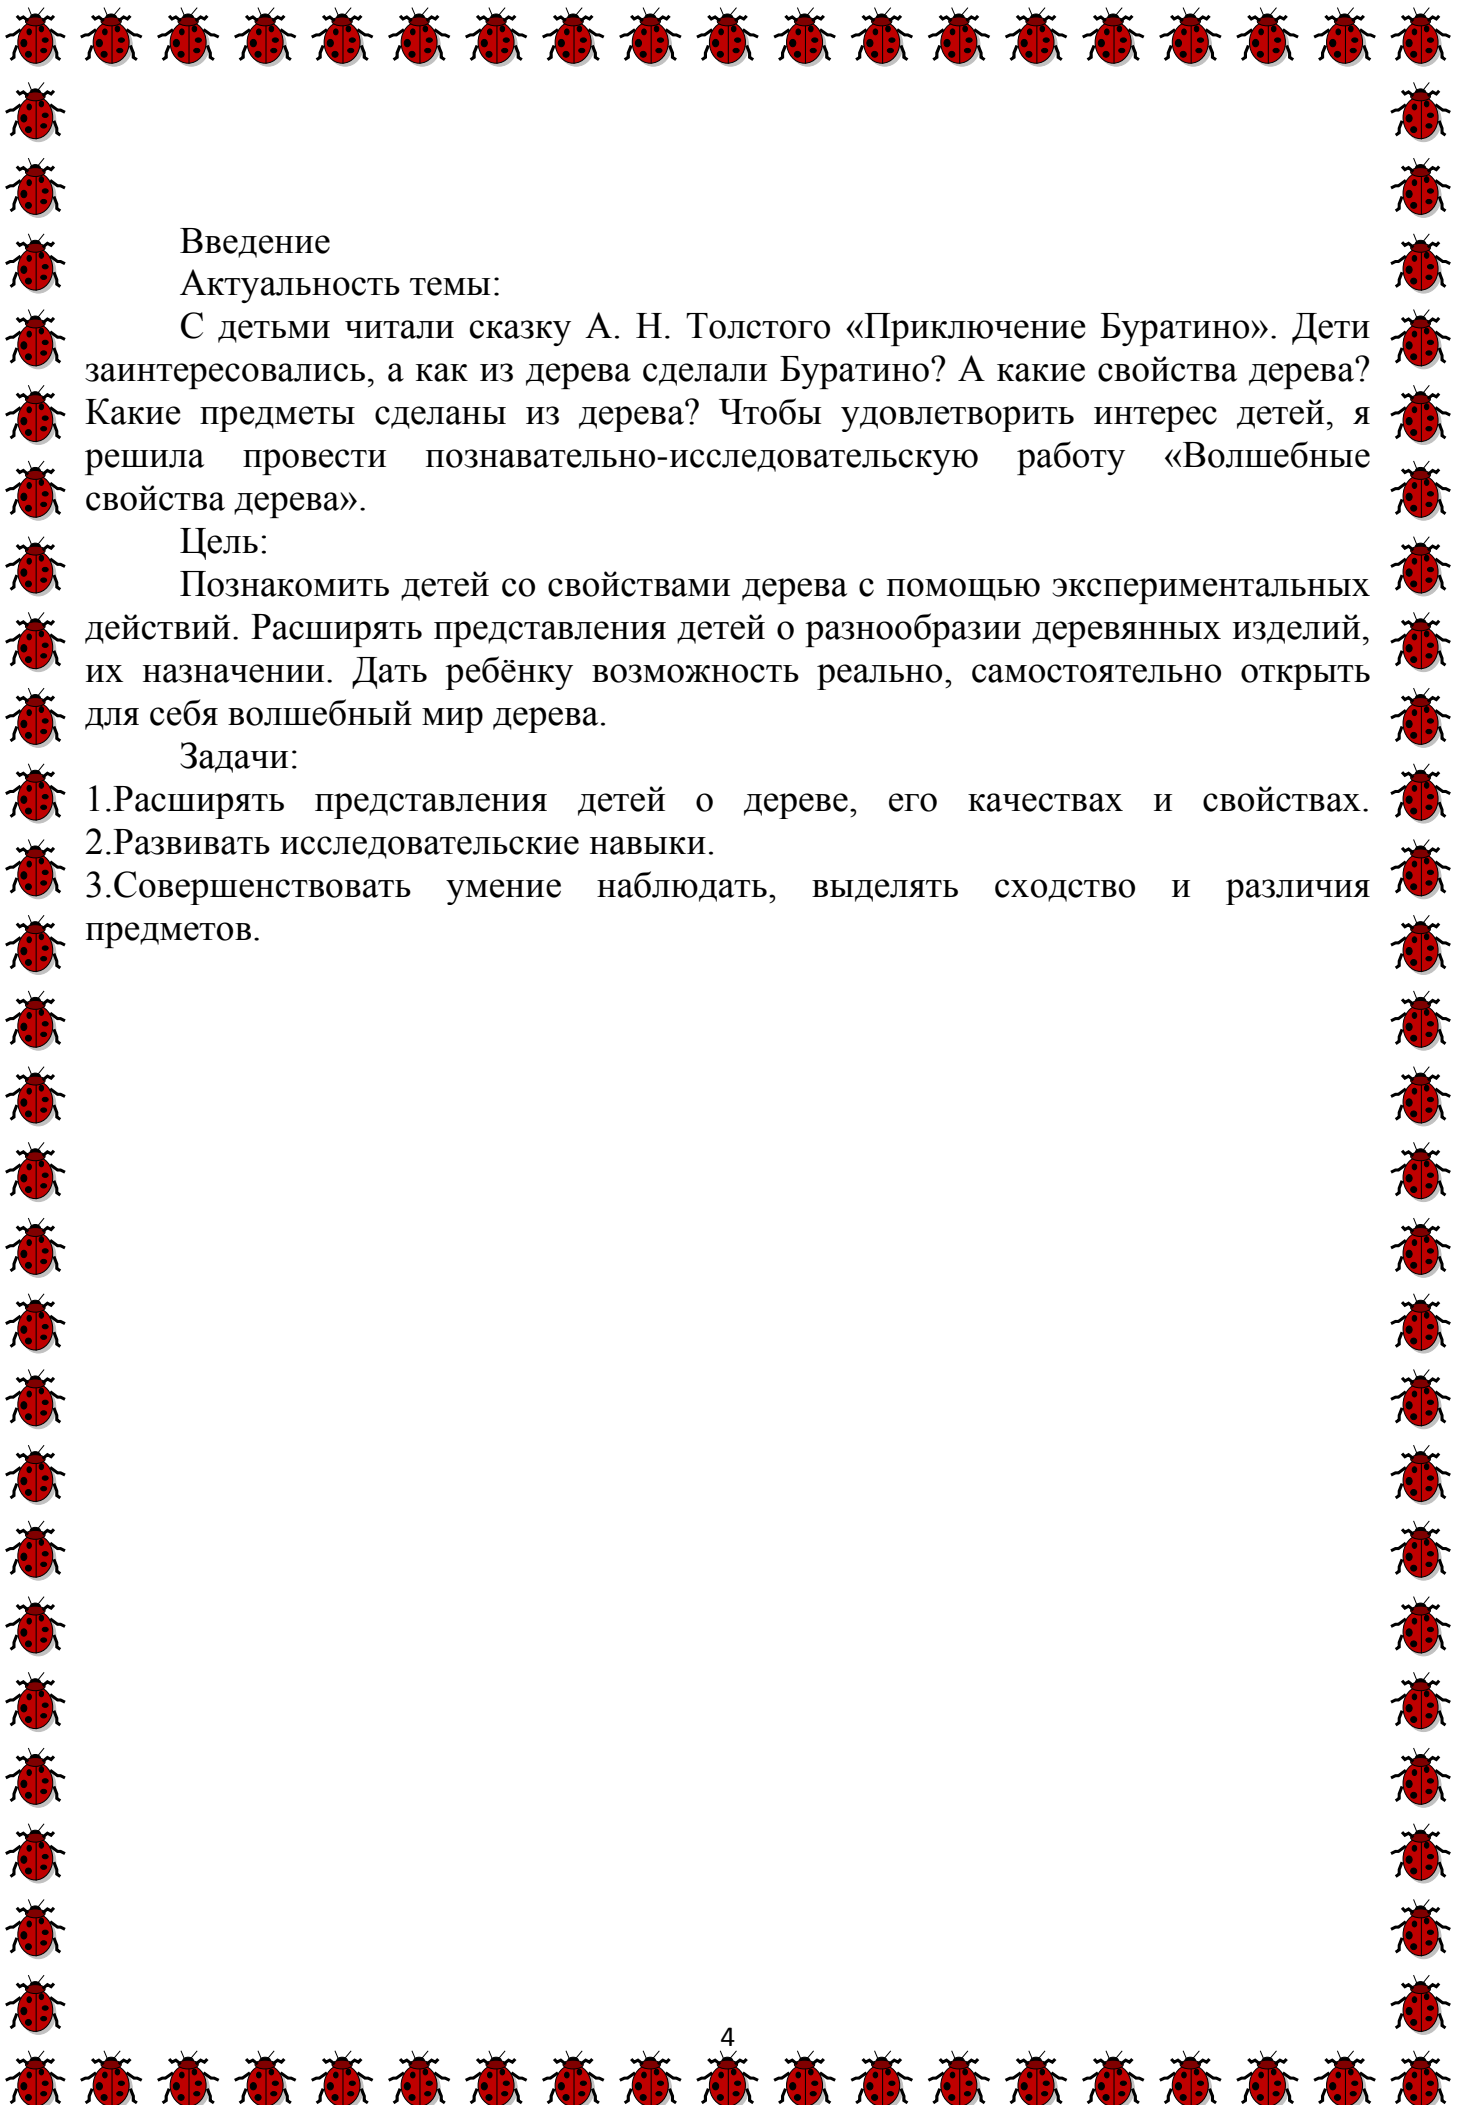 Введение
Актуальность темы:
С детьми читали сказку А. Н. Толстого «Приключение Буратино». Дети
заинтересовались, а как из дерева сделали Буратино? А какие свойства дерева?
Какие предметы сделаны из дерева? Чтобы удовлетворить интерес детей, я
решила провести познавательно-исследовательскую работу «Волшебные
свойства дерева».
Цель:
Познакомить детей со свойствами дерева с помощью экспериментальных
действий. Расширять представления детей о разнообразии деревянных изделий,
их назначении. Дать ребёнку возможность реально, самостоятельно открыть
для себя волшебный мир дерева.
Задачи:
1.Расширять представления детей о дереве, его качествах и свойствах.
2.Развивать исследовательские навыки.
3.Совершенствовать умение наблюдать, выделять сходство и различия
предметов.
4